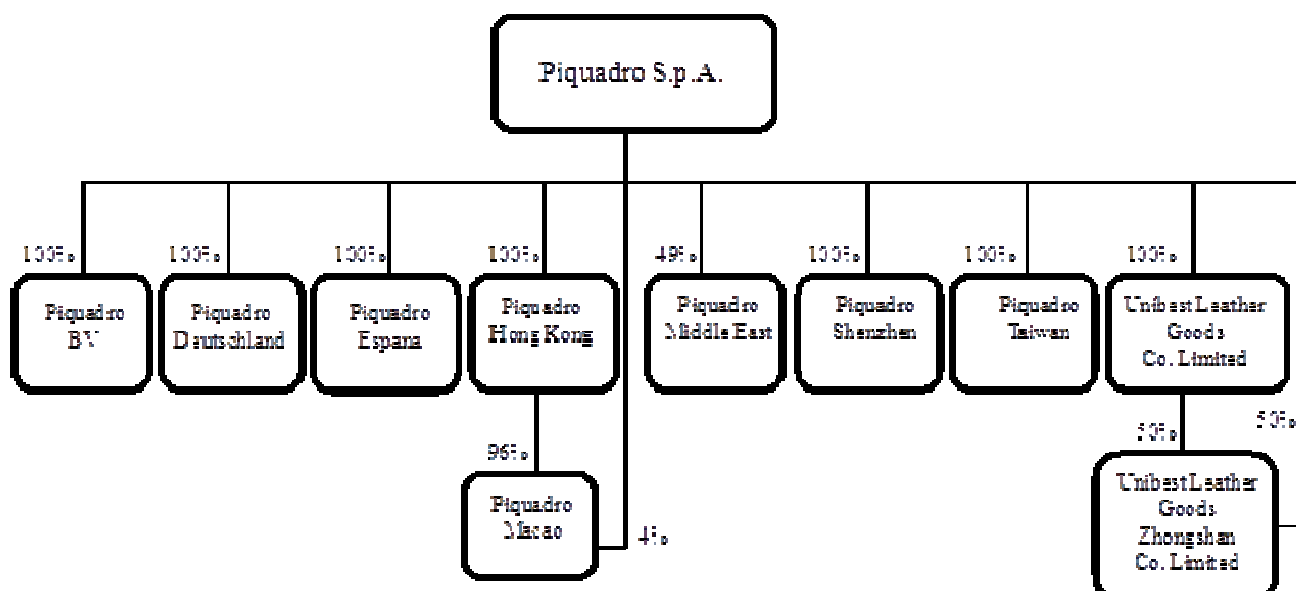 Piquadro S.p.A.
100%
100%
100%
100%
49%
100%
100%
100%
Piquadro
BV
Piquadro
Deutschland
Piquadro
Espana
Piquadro
Hong Kong
Piquadro
Middle East
Piquadro
Shenzhen
Piquadro
Taiwan
Unibest Leather
Goods
Co. Limited
96%
50%
50%
Piquadro
Macao
4%
Unibest Leather
Goods
Zhongshan
Co. Limited